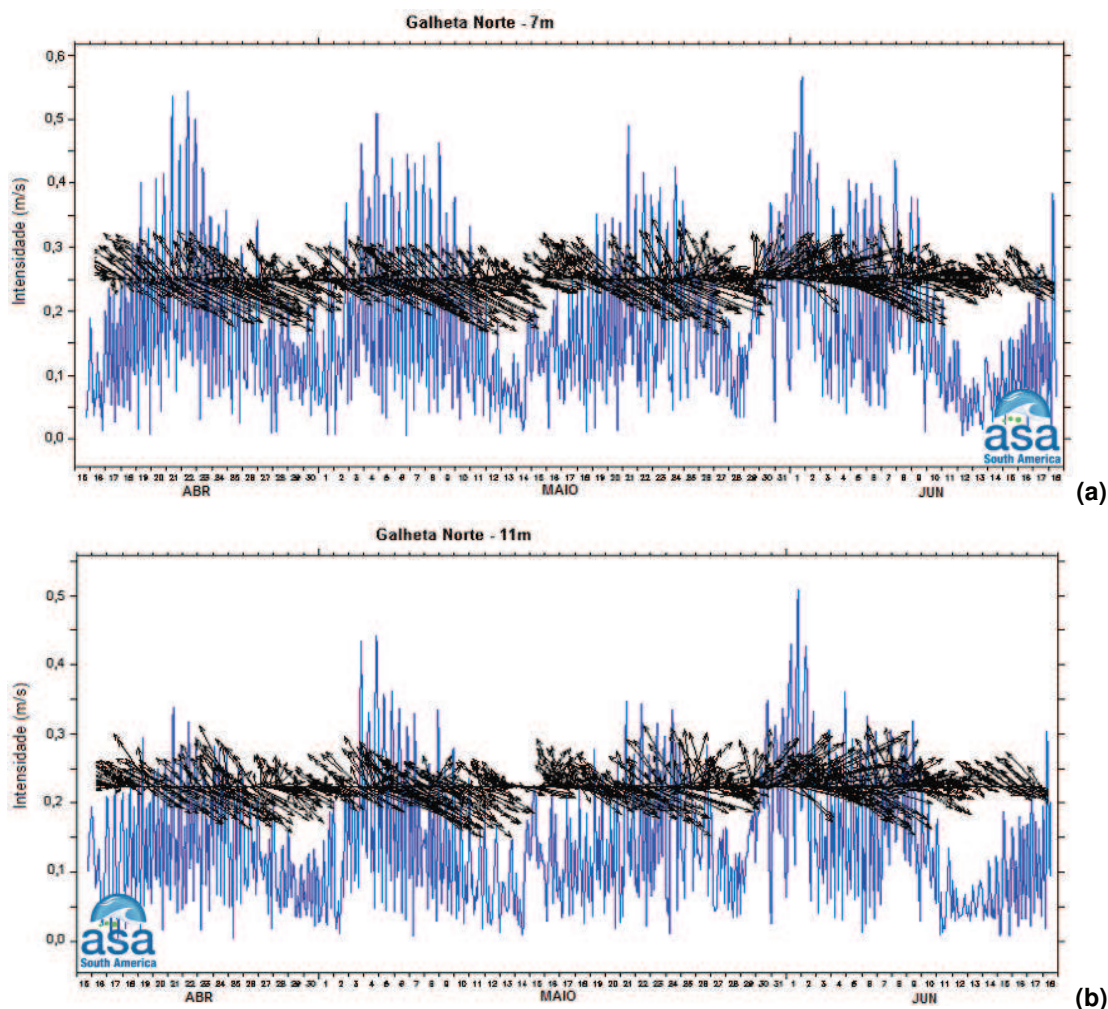 Galheta Norte - 7m
Intensidade (m/s)
0,6
0,5
0,4
0,3
0,2
0,1
0,0
15 16 17 18 19 20 21 22 23 24 25 26 27 28 29 30 1 2 3 4 5 6 7 8 9 10 11 12 13 14 15 16 17 18 19 20 21 22 23 24 25 26 27 28 29 30 31 1 2 3 4 5 6 7 8 9 10 11 12 13 14 15 16 17 18
ABR MAIO JUN
asa
South America
(a)
Galheta Norte - 11m
Intensidade (m/s)
0,5
0,4
0,3
0,2
0,1
0,0
15 16 17 18 19 20 21 22 23 24 25 26 27 28 29 30 1 2 3 4 5 6 7 8 9 10 11 12 13 14 15 16 17 18 19 20 21 22 23 24 25 26 27 28 29 30 31 1 2 3 4 5 6 7 8 9 10 11 12 13 14 15 16 17 18
ABR MAIO JUN
asa
South America
(b)